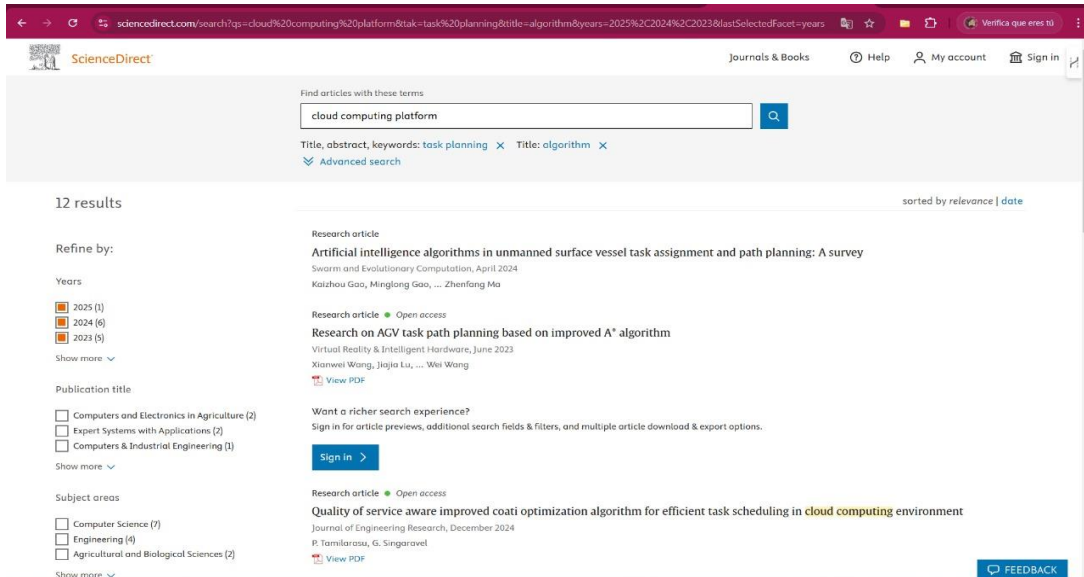 sciencedirect.com/search?qs=cloud%20computing%20platform&tak=task%20planning&title=algorithm&years=2025%2C2024%2C2023&lastSelectedFacet=years
Verifica que eres tú
ScienceDirect
Journals & Books
Help
My account
Sign in
Find articles with these terms
cloud computing platform
Title, abstract, keywords: task planning X Title: algorithm X
Advanced search
12 results
sorted by relevance | date
Refine by:
Years
2025 (1)
2024 (6)
2023 (5)
Show more
Publication title
Computers and Electronics in Agriculture (2)
Expert Systems with Applications (2)
Computers & Industrial Engineering (1)
Show more
Subject areas
Computer Science (7)
Engineering (4)
Agricultural and Biological Sciences (2)
Show more
Research article
Artificial intelligence algorithms in unmanned surface vessel task assignment and path planning: A survey
Swarm and Evolutionary Computation, April 2024
Kaizhou Gao, Minglong Gao, ... Zhenfang Ma
Research article Open access
Research on AGV task path planning based on improved A* algorithm
Virtual Reality & Intelligent Hardware, June 2023
Xianwei Wang, Jiajia Lu, ... Wei Wang
View PDF
Want a richer search experience?
Sign in for article previews, additional search fields & filters, and multiple article download & export options.
Sign in
Research article Open access
Quality of service aware improved coati optimization algorithm for efficient task scheduling in cloud computing environment
Journal of Engineering Research, December 2024
P. Tamilarasu, G. Singaravel
View PDF
FEEDBACK